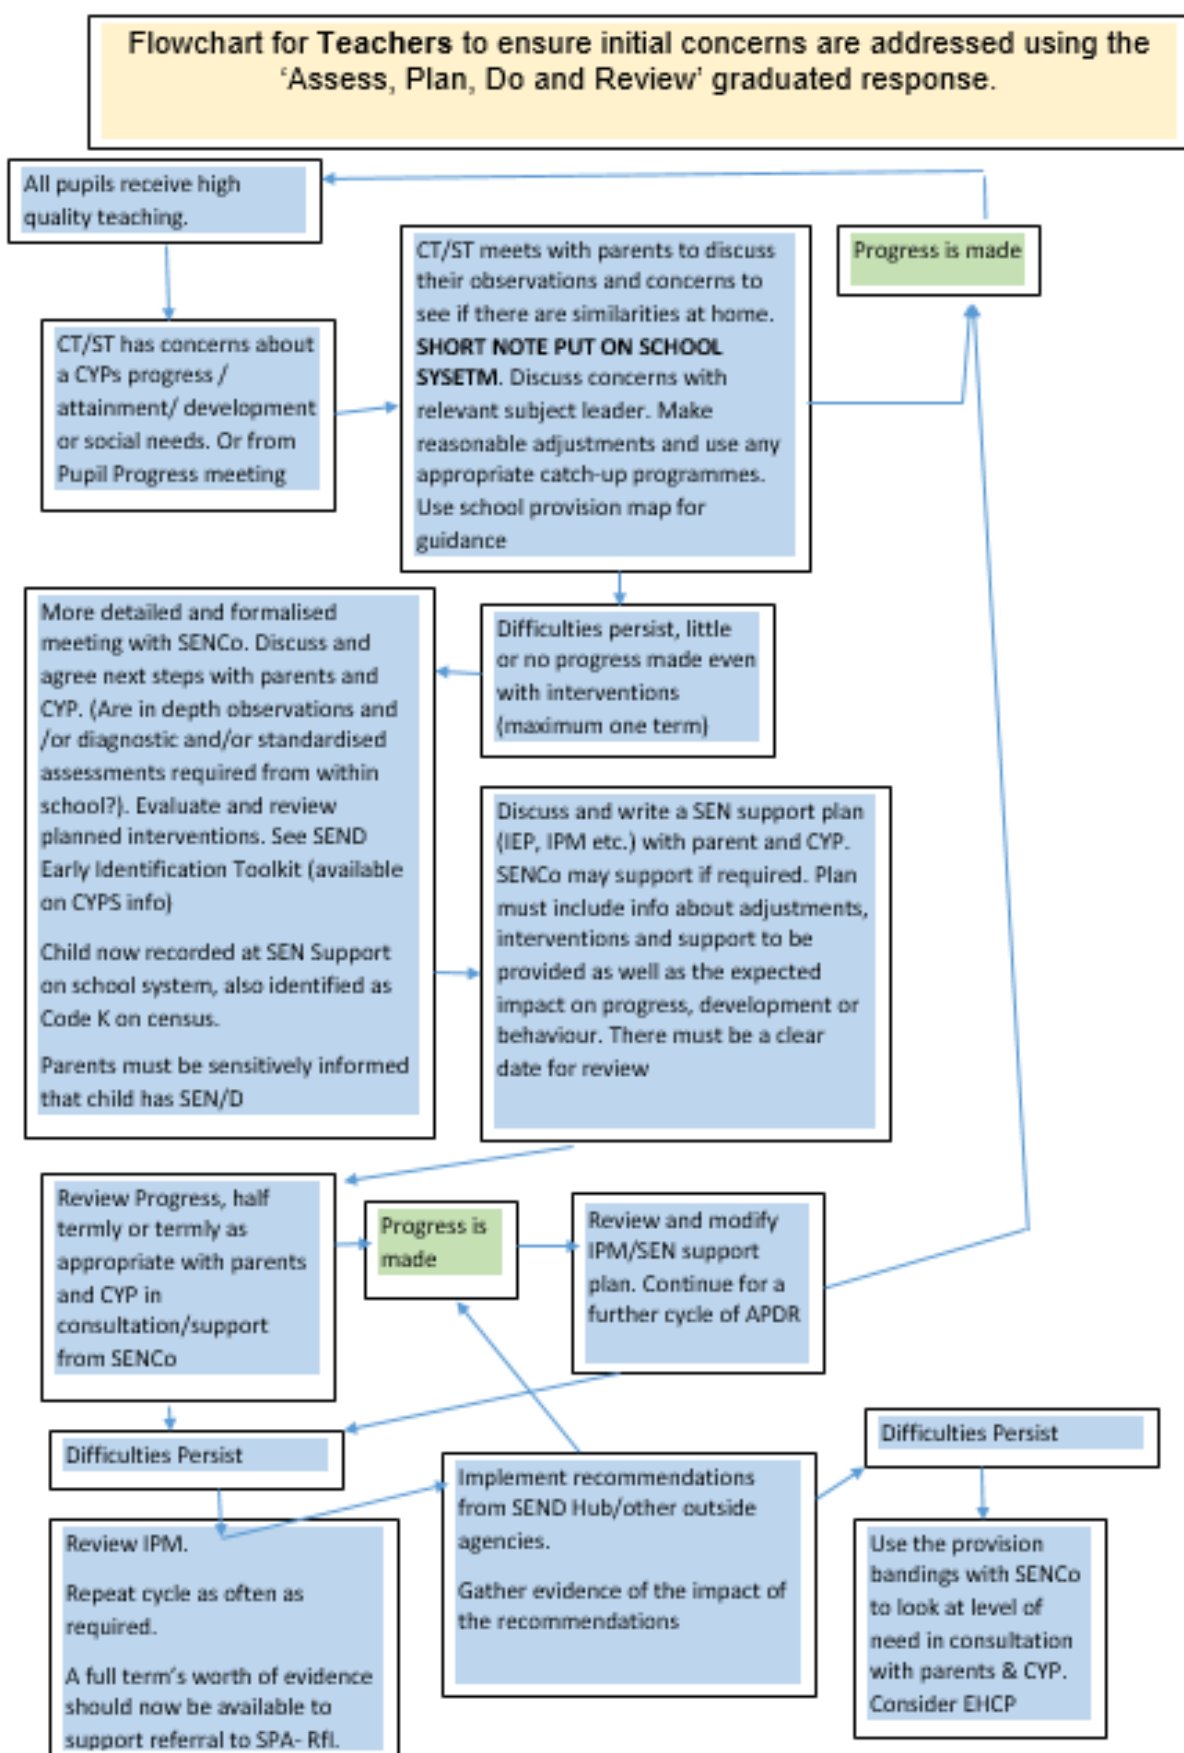 Flowchart for Teachers to ensure initial concerns are addressed using the
‘Assess, Plan, Do and Review’ graduated response.
All pupils receive high
quality teaching.
CT/ST has concerns about
a CYPs progress /
attainment/ development
or social needs. Or from
Pupil Progress meeting
CT/ST meets with parents to discuss
their observations and concerns to
see if there are similarities at home.
SHORT NOTE PUT ON SCHOOL
SYSETM. Discuss concerns with
relevant subject leader. Make
reasonable adjustments and use any
appropriate catch-up programmes.
Use school provision map for
guidance
Progress is made
Difficulties persist, little
or no progress made even
with interventions
(maximum one term)
More detailed and formalised
meeting with SENCo. Discuss and
agree next steps with parents and
CYP. (Are in depth observations and
/or diagnostic and/or standardised
assessments required from within
school?). Evaluate and review
planned interventions. See SEND
Early Identification Toolkit (available
on CYPS info)
Child now recorded at SEN Support
on school system, also identified as
Code K on census.
Parents must be sensitively informed
that child has SEN/D
Discuss and write a SEN support plan
(IEP, IPM etc.) with parent and CYP.
SENCo may support if required. Plan
must include info about adjustments,
interventions and support to be
provided as well as the expected
impact on progress, development or
behaviour. There must be a clear
date for review
Review Progress, half
termly or termly as
appropriate with parents
and CYP in
consultation/support
from SENCo
Progress is
made
Review and modify
IPM/SEN support
plan. Continue for a
further cycle of APDR
Difficulties Persist
Review IPM.
Repeat cycle as often as
required.
A full term’s worth of evidence
should now be available to
support referral to SPA- RfI.
Implement recommendations
from SEND Hub/other outside
agencies.
Gather evidence of the impact of
the recommendations
Difficulties Persist
Use the provision
bandings with SENCo
to look at level of
need in consultation
with parents & CYP.
Consider EHCP